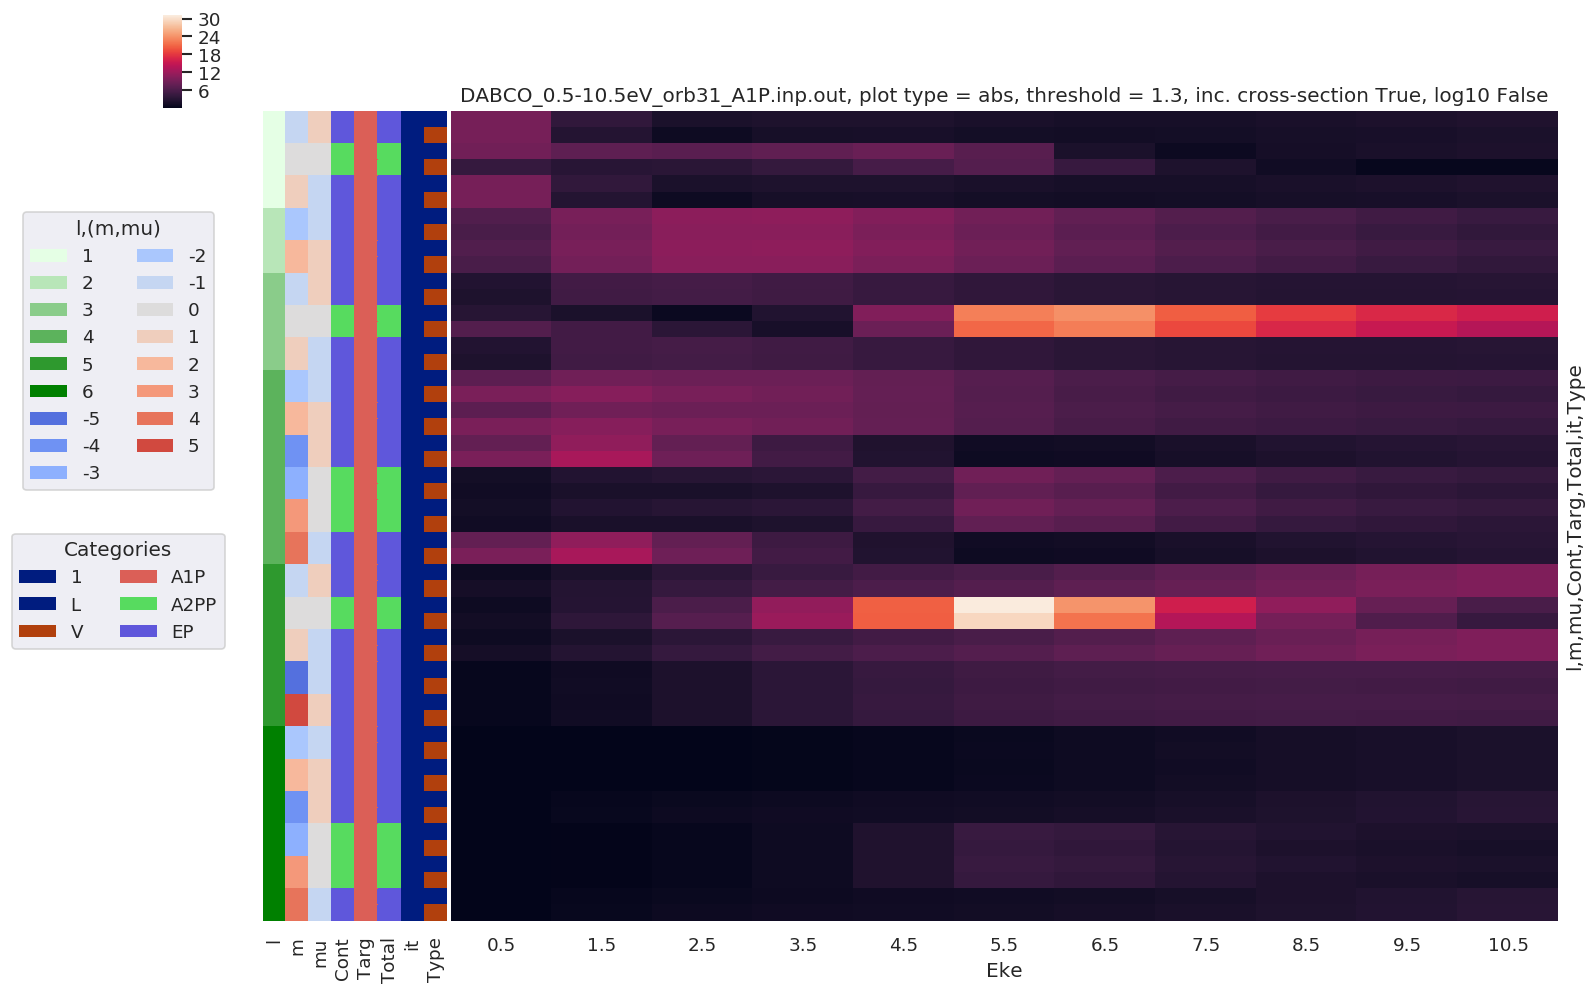 30
24
18
12
6
DABCO_0.5-10.5eV_orb31_A1P.inp.out, plot type = abs, threshold = 1.3, inc. cross-section True, log10 False
l,(m,mu)
1 -2
2 -1
3 0
4 1
5 2
6 3
-5 4
-4 5
-3
Categories
1 A1P
L A2PP
V EP
l,m,mu,Cont,Targ,Total,it,Type
l m mu Cont Targ Total it Type
0.5 1.5 2.5 3.5 4.5 5.5 6.5 7.5 8.5 9.5 10.5
Eke